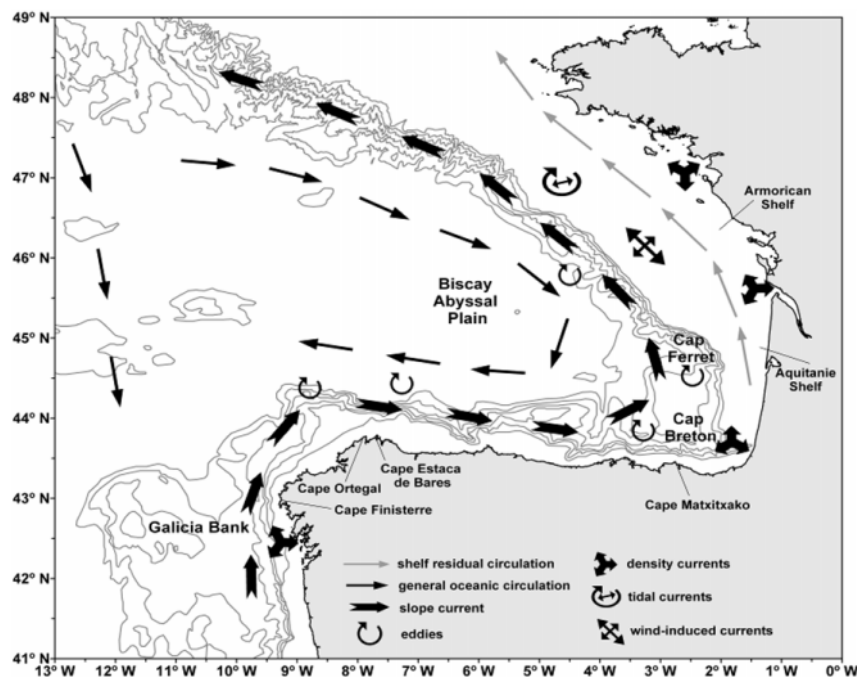 49° N
48° N
47° N
46° N
45° N
44° N
43° N
42° N
41° N
13° W
12° W
11° W
10° W
9° W
8° W
7° W
6° W
5° W
4° W
3° W
2° W
1° W
0° W
Armorican
Shelf
Biscay
Abyssal
Plain
Cap
Ferret
Aquitanie
Shelf
Cap
Breton
Cape Estaca
de Bares
Cape Ortegal
Cape Matxitxako
Cape Finisterre
Galicia Bank
shelf residual circulation
general oceanic circulation
slope current
eddies
density currents
tidal currents
wind-induced currents